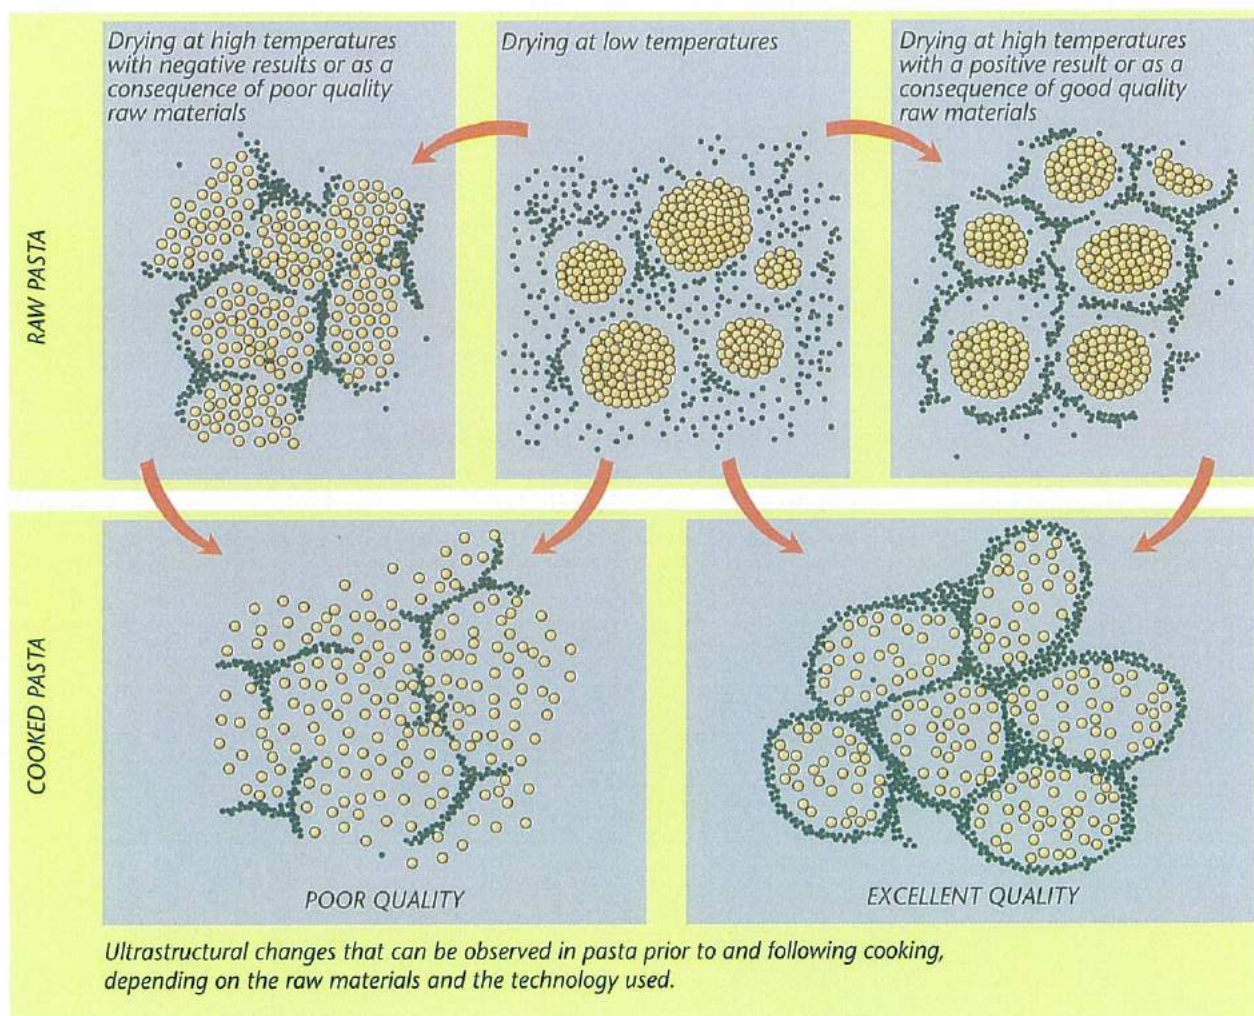 Drying at high temperatures
with negative results or as a
consequence of poor quality
raw materials
Drying at low temperatures
Drying at high temperatures
with a positive result or as a
consequence of good quality
raw materials
RAW PASTA
COOKED PASTA
POOR QUALITY
EXCELLENT QUALITY
Ultrastructural changes that can be observed in pasta prior to and following cooking,
depending on the raw materials and the technology used.